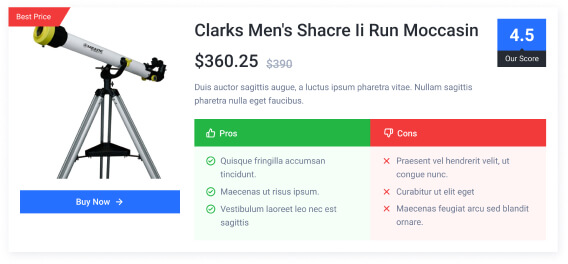 Best Price
Clarks Men's Shacre Ii Run Moccasin
4.5
Our Score
$360.25 $390
Duis auctor sagittis augue, a luctus ipsum pharetra vitae. Nullam sagittis
pharetra nulla eget faucibus.
Buy Now
Pros
Quisque fringilla accumsan
tincidunt.
Maecenas ut risus ipsum.
Vestibulum laoreet leo nec est
sagittis
Cons
Praesent vel hendrerit velit, ut
congue nunc.
Curabitur ut elit eget
Maecenas feugiat arcu sed blandit
ornare.